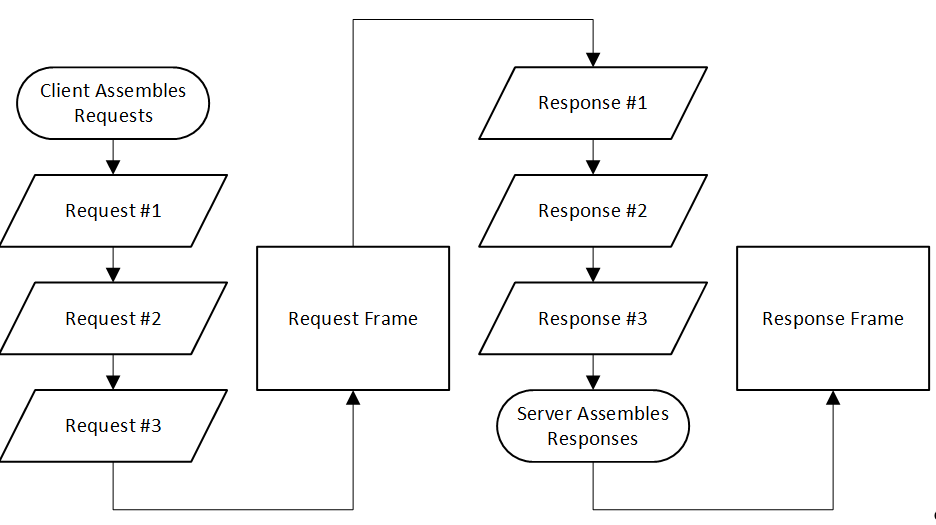 Client Assembles
Requests
Request #1
Request #2
Request #3
Request Frame
Response #1
Response #2
Response #3
Server Assembles
Responses
Response Frame